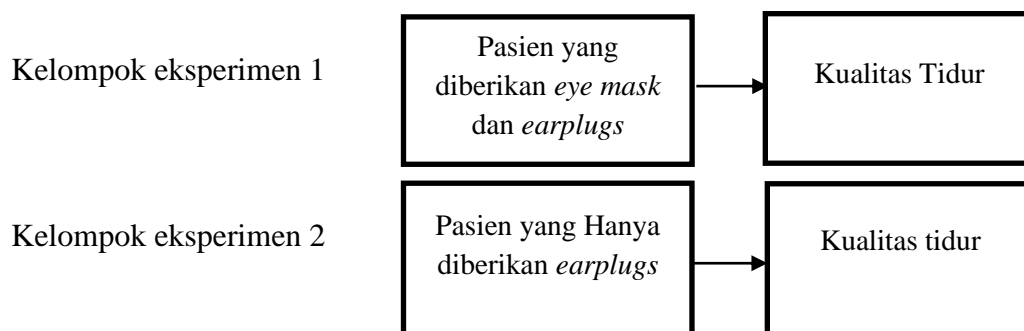 Kelompok eksperimen 1
Pasien yang
diberikan eye mask
dan earplugs
Kualitas Tidur
Kelompok eksperimen 2
Pasien yang Hanya
diberikan earplugs
Kualitas tidur